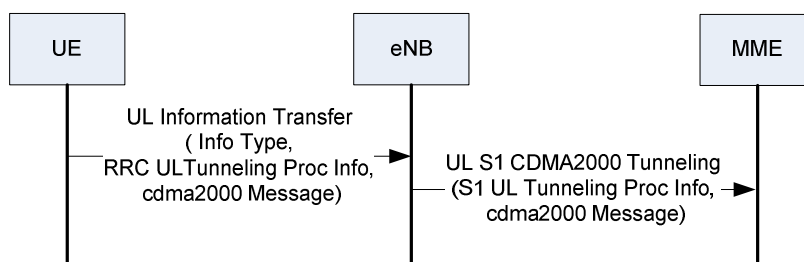 UE
eNB
MME
UL Information Transfer
( Info Type,
RRC ULTunneling Proc Info,
cdma2000 Message)
UL S1 CDMA2000 Tunneling
(S1 UL Tunneling Proc Info,
cdma2000 Message)